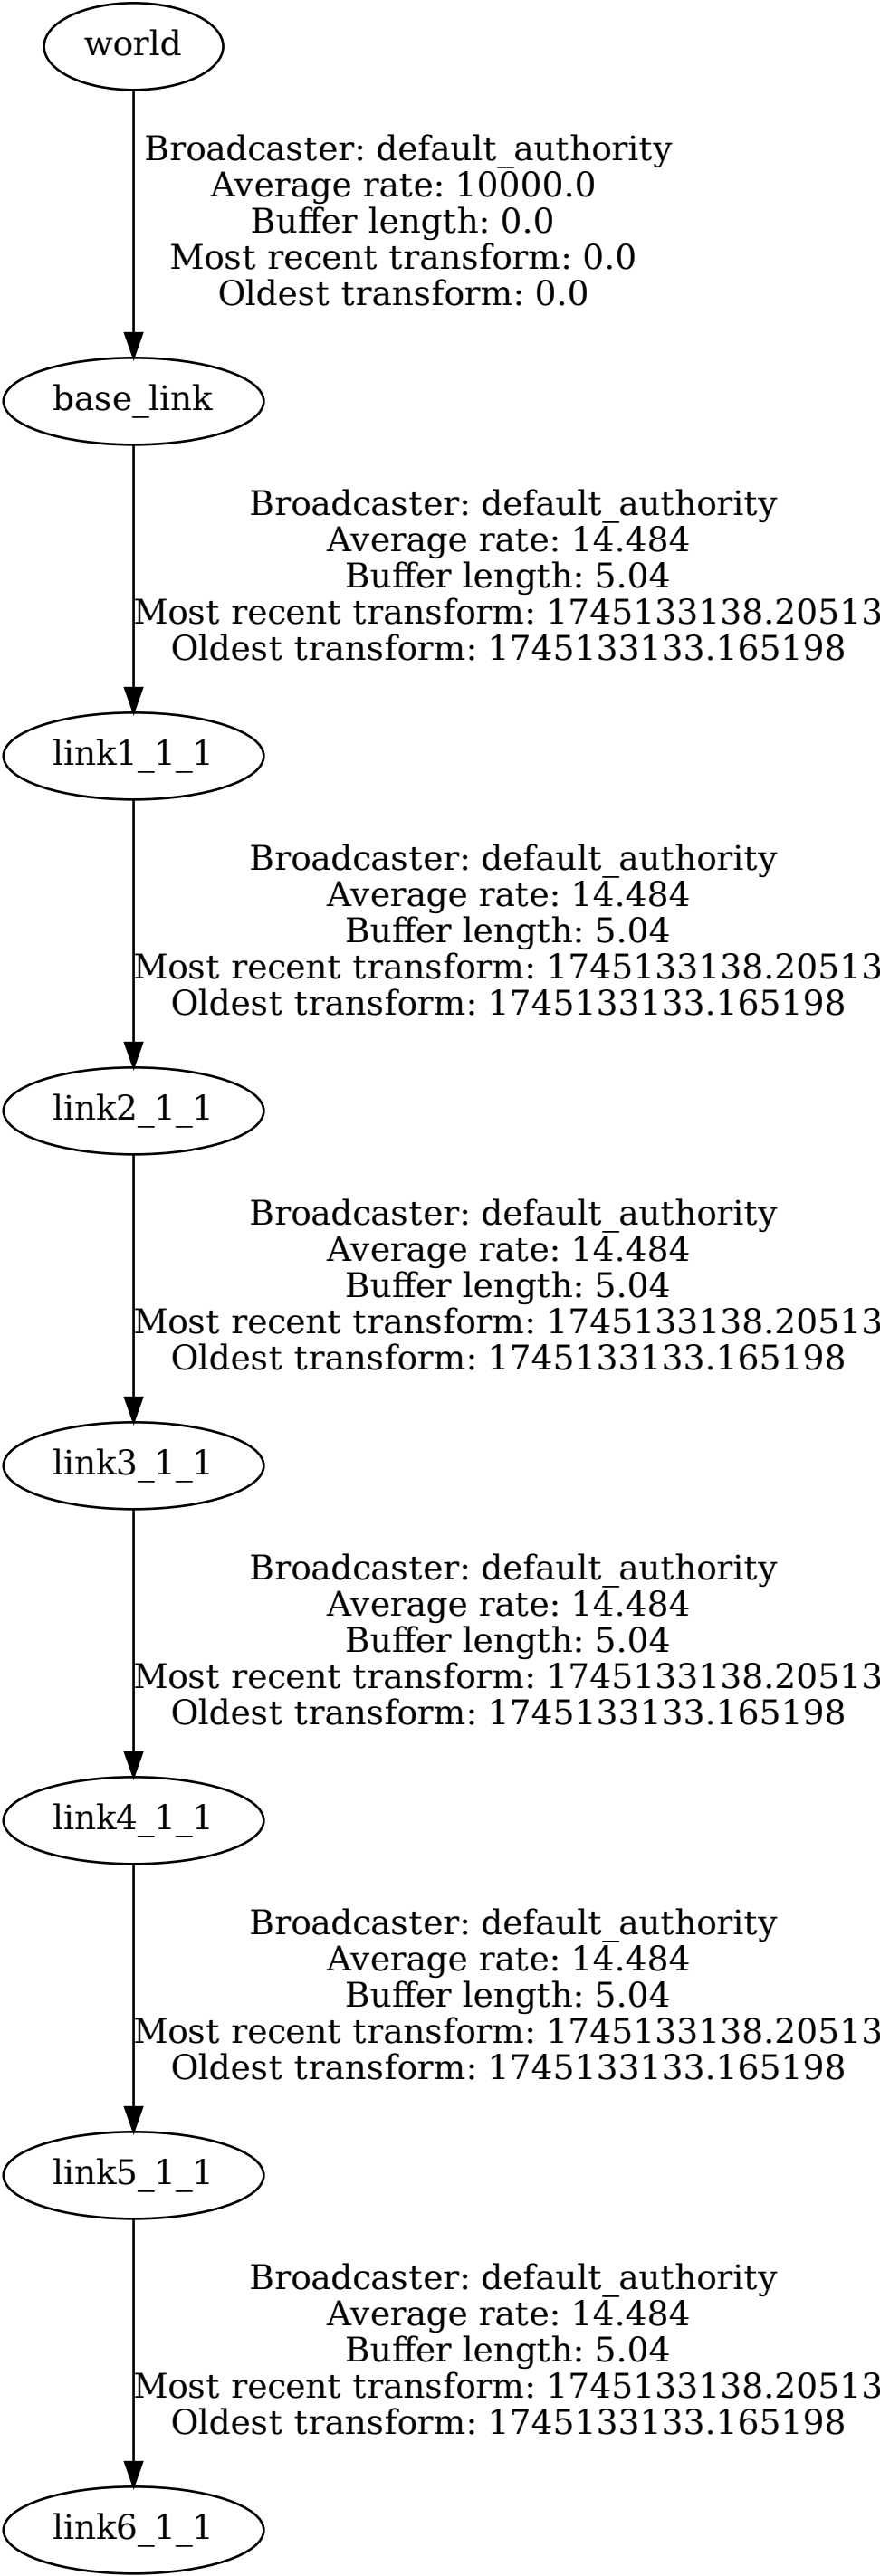 world
Broadcaster: default_authority
Average rate: 10000.0
Buffer length: 0.0
Most recent transform: 0.0
Oldest transform: 0.0
base_link
Broadcaster: default_authority
Average rate: 14.484
Buffer length: 5.04
Most recent transform: 1745133138.20513
Oldest transform: 1745133133.165198
link1_1_1
Broadcaster: default_authority
Average rate: 14.484
Buffer length: 5.04
Most recent transform: 1745133138.20513
Oldest transform: 1745133133.165198
link2_1_1
Broadcaster: default_authority
Average rate: 14.484
Buffer length: 5.04
Most recent transform: 1745133138.20513
Oldest transform: 1745133133.165198
link3_1_1
Broadcaster: default_authority
Average rate: 14.484
Buffer length: 5.04
Most recent transform: 1745133138.20513
Oldest transform: 1745133133.165198
link4_1_1
Broadcaster: default_authority
Average rate: 14.484
Buffer length: 5.04
Most recent transform: 1745133138.20513
Oldest transform: 1745133133.165198
link5_1_1
Broadcaster: default_authority
Average rate: 14.484
Buffer length: 5.04
Most recent transform: 1745133138.20513
Oldest transform: 1745133133.165198
link6_1_1